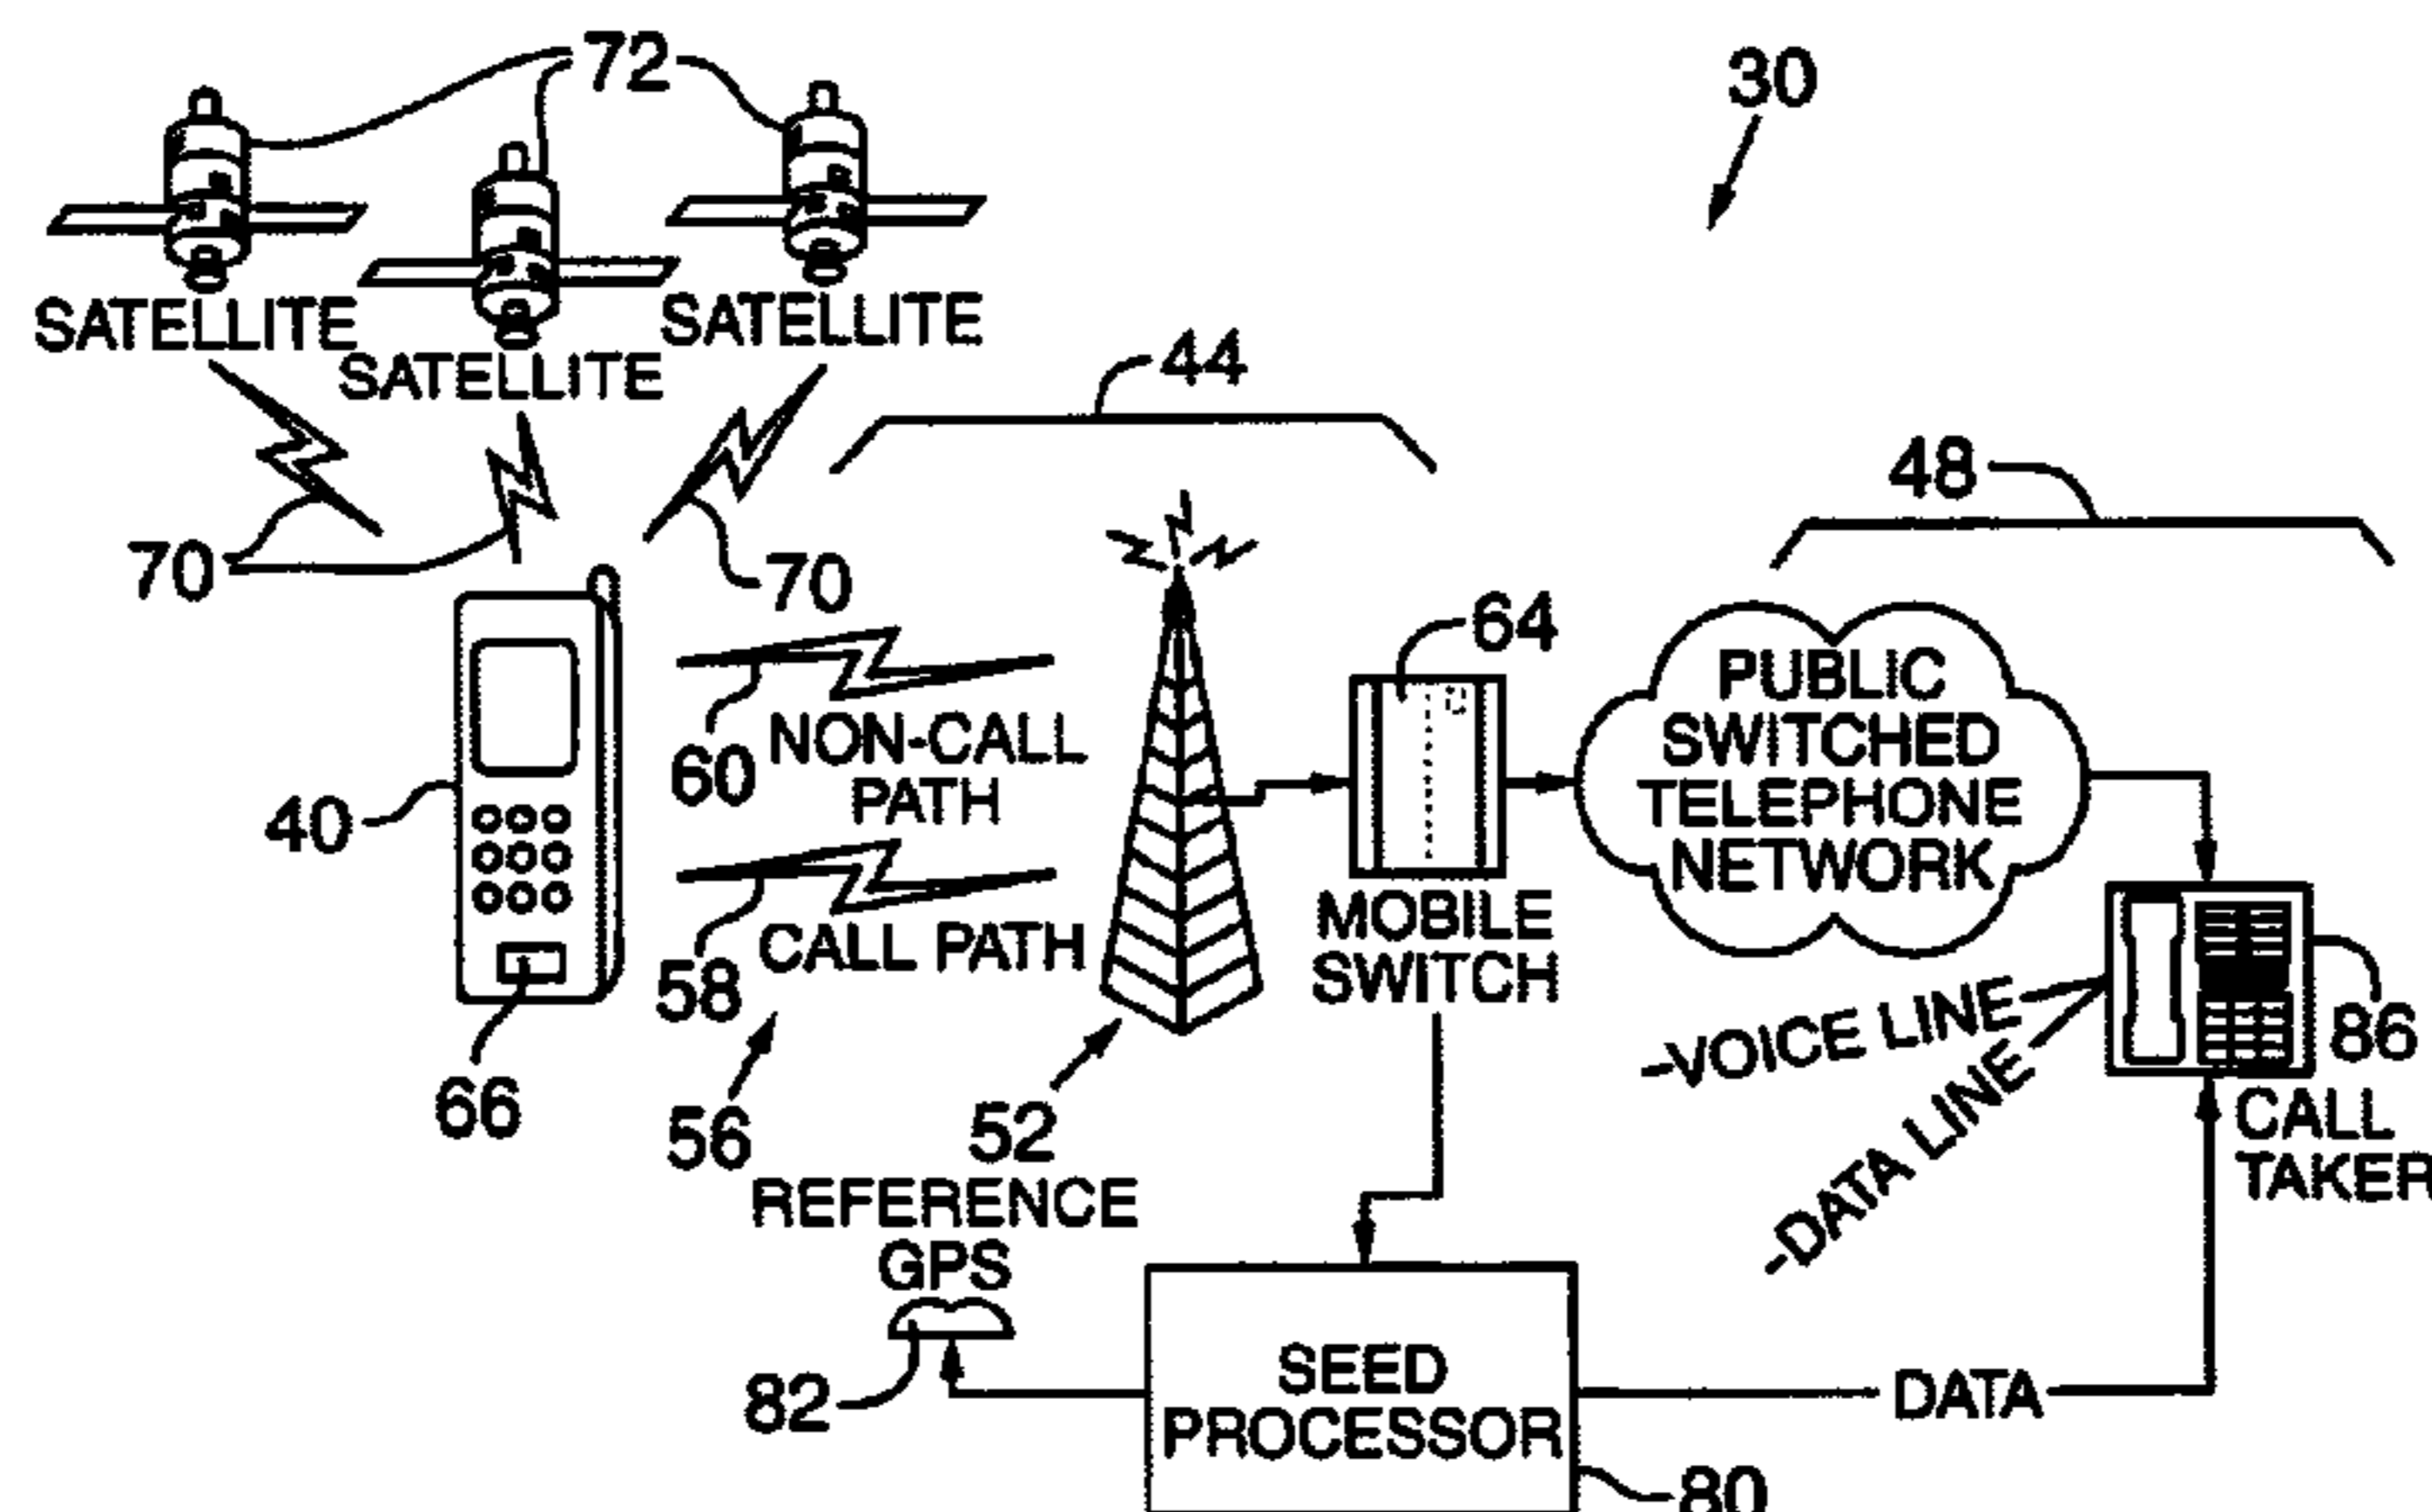 72
30
SATELLITE
SATELLITE
SATELLITE
44
48
70
70
64
PUBLIC
SWITCHED
TELEPHONE
NETWORK
60
NON-CALL
PATH
40
58
CALL PATH
MOBILE
SWITCH
-VOICE LINE
-DATA LINE
86
CALL
TAKER
66
56
52
REFERENCE
GPS
82
SEED
PROCESSOR
DATA
80